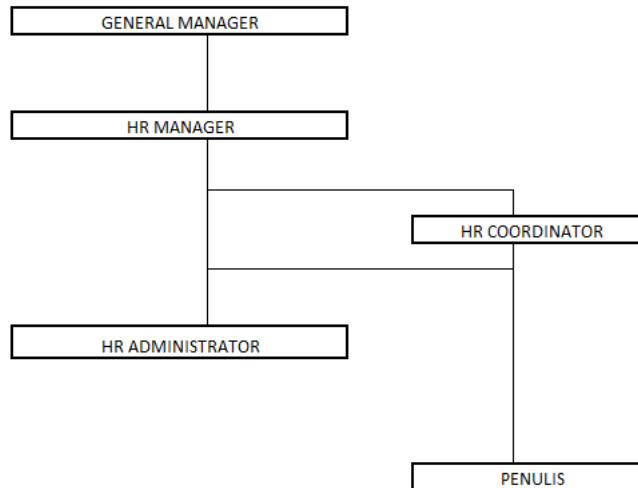 GENERAL MANAGER
HR MANAGER
HR COORDINATOR
HR ADMINISTRATOR
PENULIS